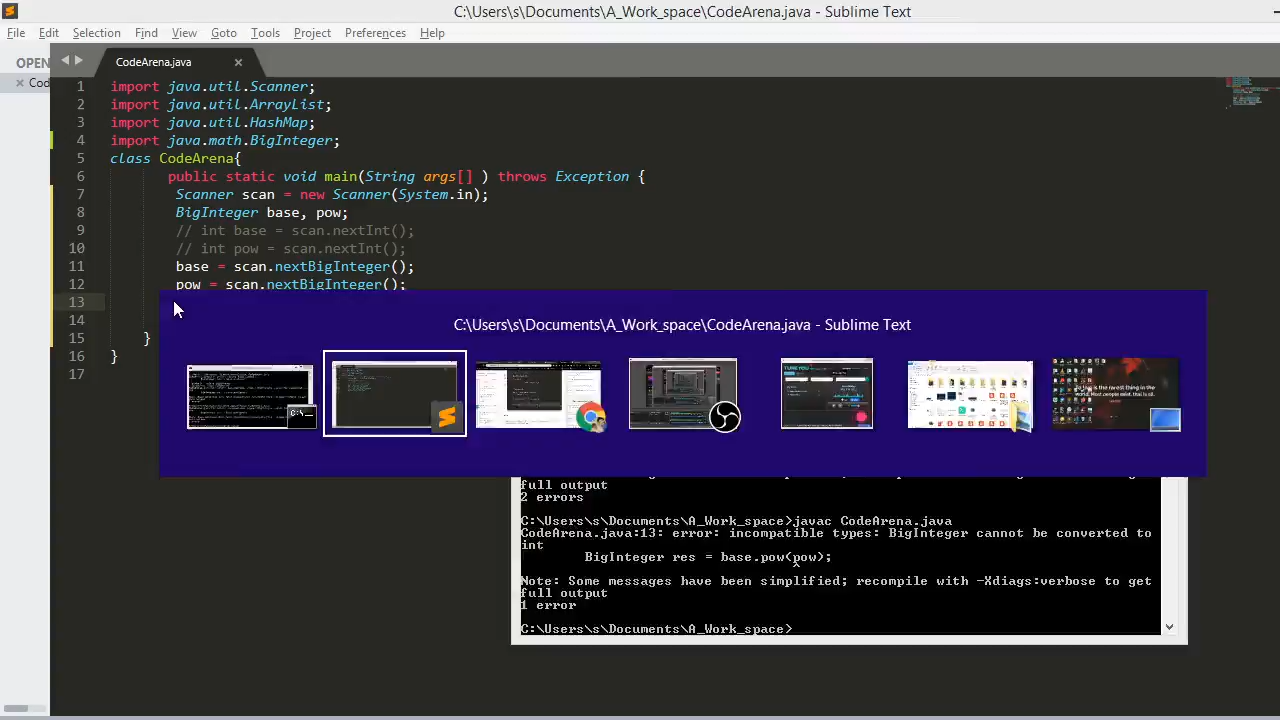 C:\Users\s\Documents\A_Work_space\CodeArena.java - Sublime Text
File Edit Selection Find View Goto Tools Project Preferences Help
OPEN
CodeArena.java ×
× Cod
1 import java.util.Scanner;
2 import java.util.ArrayList;
3 import java.util.HashMap;
4 import java.math.BigInteger;
5 class CodeArena{
6 public static void main(String args[] ) throws Exception {
7 Scanner scan = new Scanner(System.in);
8 BigInteger base, pow;
9 // int base = scan.nextInt();
10 // int pow = scan.nextInt();
11 base = scan.nextBigInteger();
12 pow = scan.nextBigInteger();
13
14
15 }
16 }
17
C:\Users\s\Documents\A_Work_space\CodeArena.java - Sublime Text
full output
2 errors
C:\Users\s\Documents\A_Work_space>javac CodeArena.java
CodeArena.java:13: error: incompatible types: BigInteger cannot be converted to
int
BigInteger res = base.pow(pow);
^
Note: Some messages have been simplified; recompile with -Xdiags:verbose to get
full output
1 error
C:\Users\s\Documents\A_Work_space>